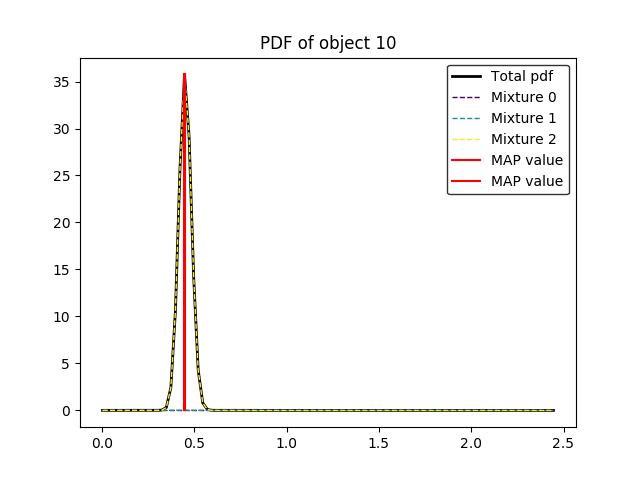 PDF of object 10
35
30
25
20
15
10
5
0
0.0 0.5 1.0 1.5 2.0 2.5
Total pdf
Mixture 0
Mixture 1
Mixture 2
MAP value
MAP value